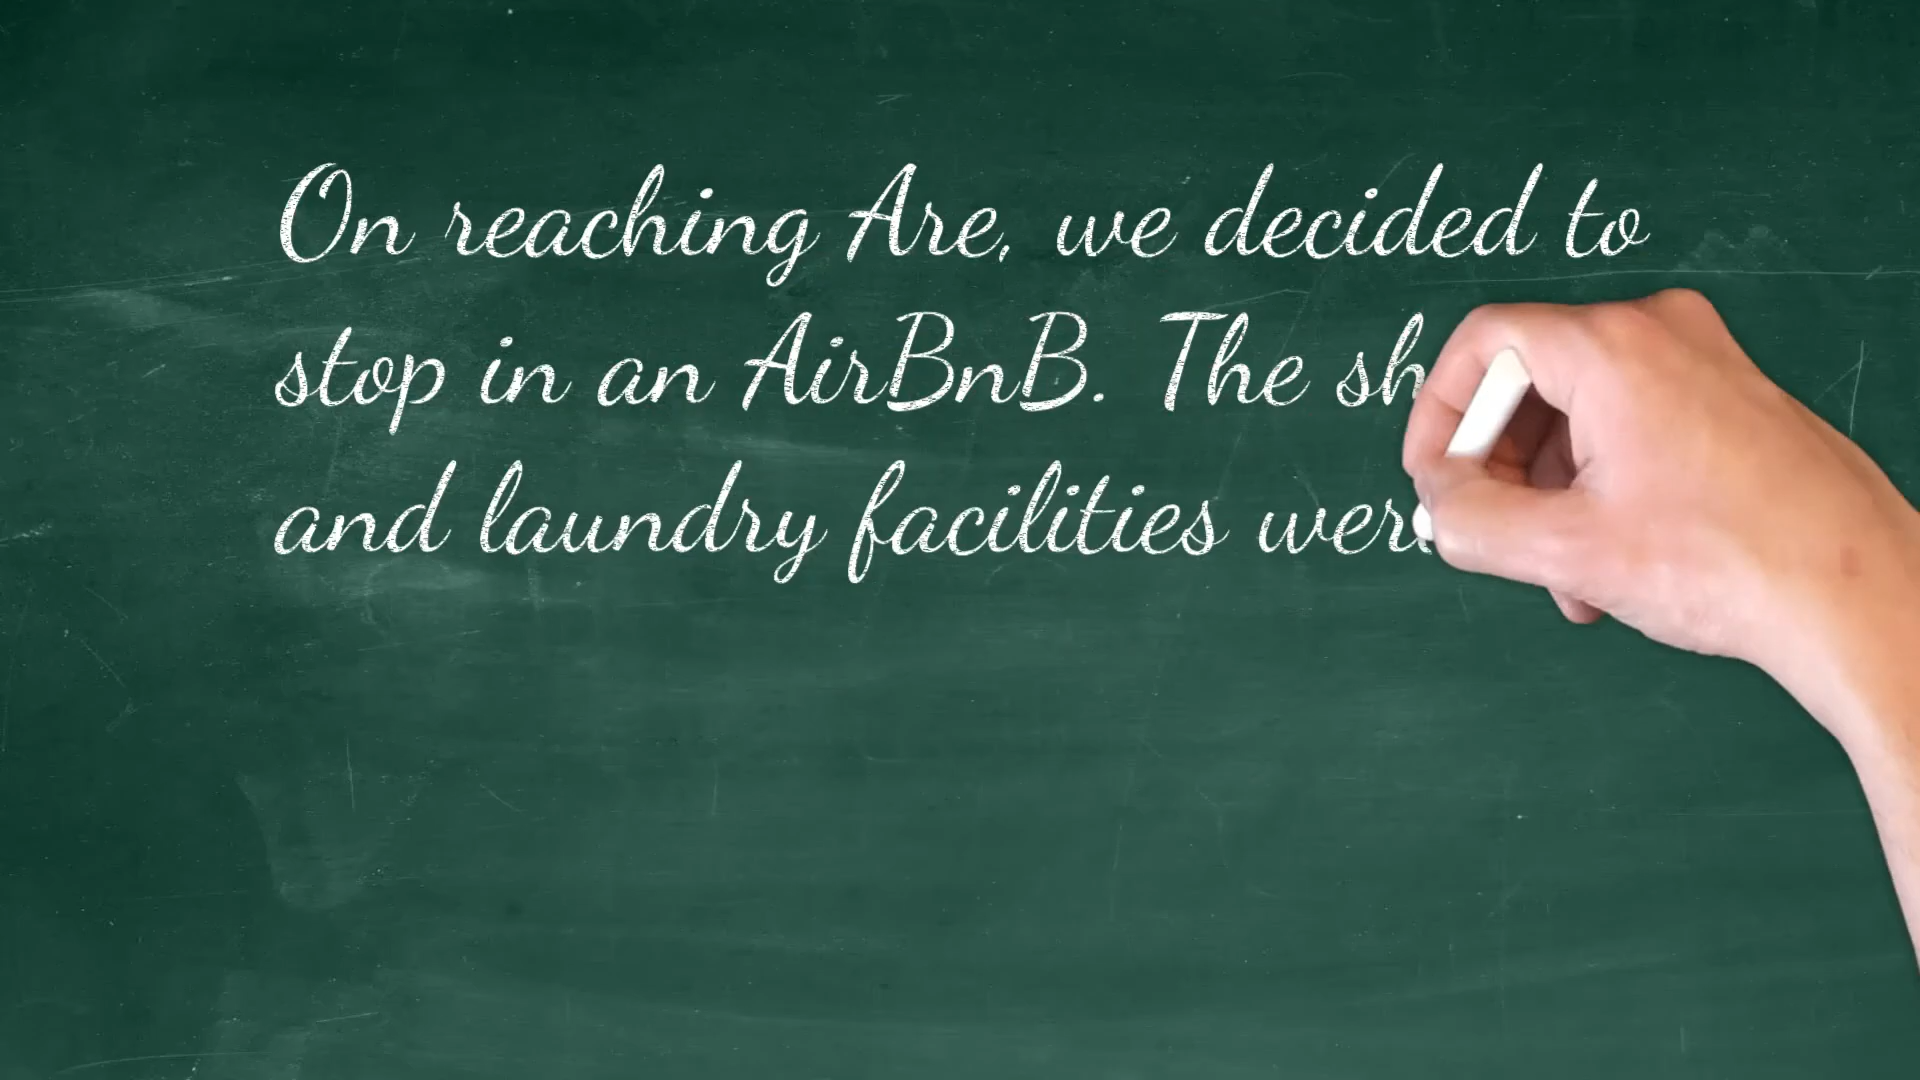 On reaching Are, we decided to
stop in an AirBnB. The
and laundry facilities